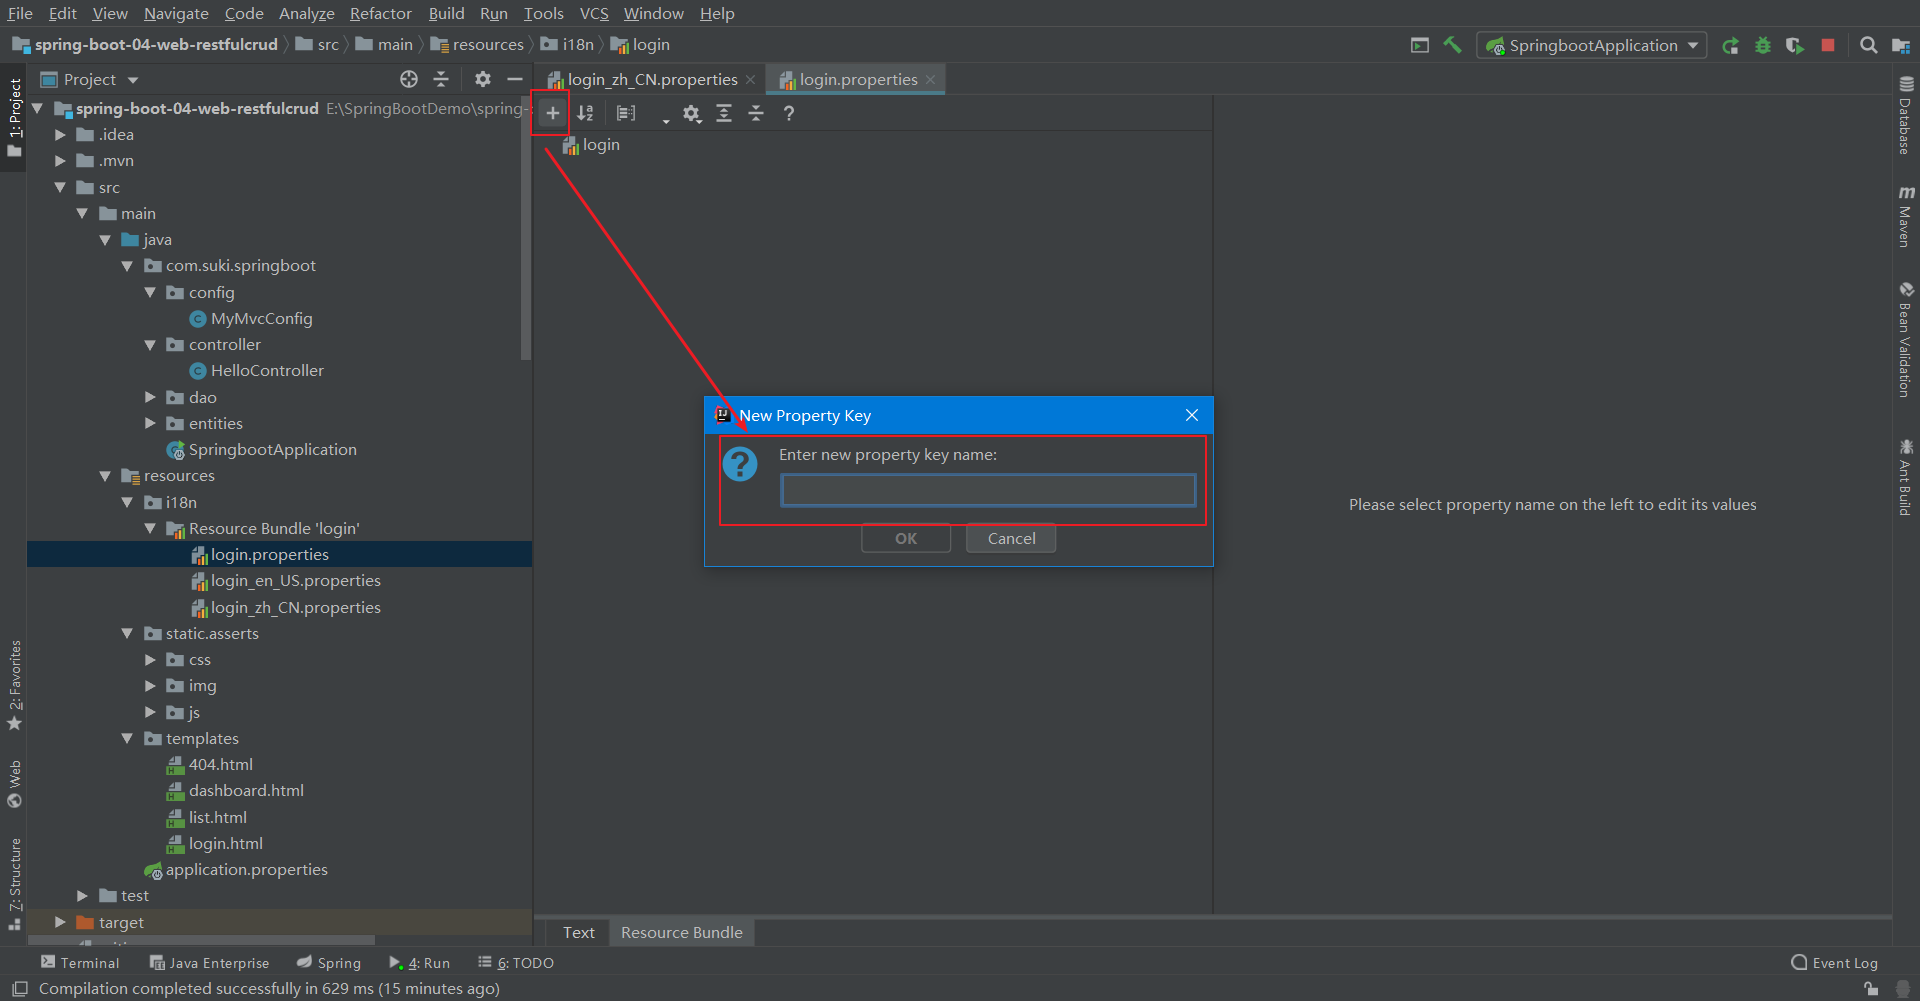 File Edit View Navigate Code Analyze Refactor Build Run Tools VCS Window Help
spring-boot-04-web-restfulcrud src main resources i18n login
SpringbootApplication
Project
login_zh_CN.properties
login.properties
spring-boot-04-web-restfulcrud E:\SpringBootDemo\spring-
.idea
.mvn
src
main
java
com.suki.springboot
config
MyMvcConfig
controller
HelloController
dao
entities
SpringbootApplication
resources
i18n
Resource Bundle 'login'
login.properties
login_en_US.properties
login_zh_CN.properties
static.asserts
css
img
js
templates
404.html
dashboard.html
list.html
login.html
application.properties
test
target
login
New Property Key
Enter new property key name:
OK
Cancel
Please select property name on the left to edit its values
Text
Resource Bundle
1: Project
2: Favorites
Web
7: Structure
Database
Maven
Bean Validation
Ant Build
Terminal
Java Enterprise
Spring
4: Run
6: TODO
Event Log
Compilation completed successfully in 629 ms (15 minutes ago)